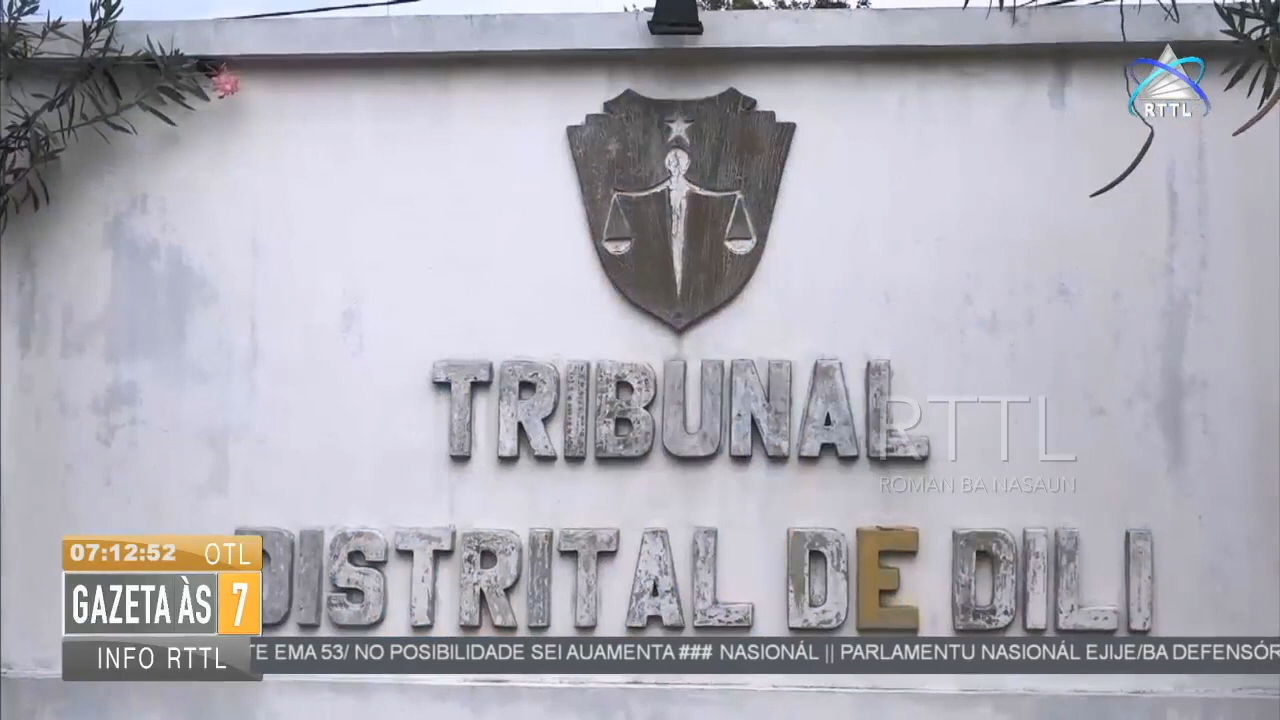 RTTL
TRIBUNAL
RTTL
ROMAN BA NASAUN
DISTRITAL DE DILI
07:12:52 OTL
GAZETA ÀS 7
INFO RTTL
TE EMA 53/ NO POSIBILIDADE SEI AUAMENTA ### NASIONÁL || PARLAMENTU NASIONÁL EJIJE/BA DEFENSÓR